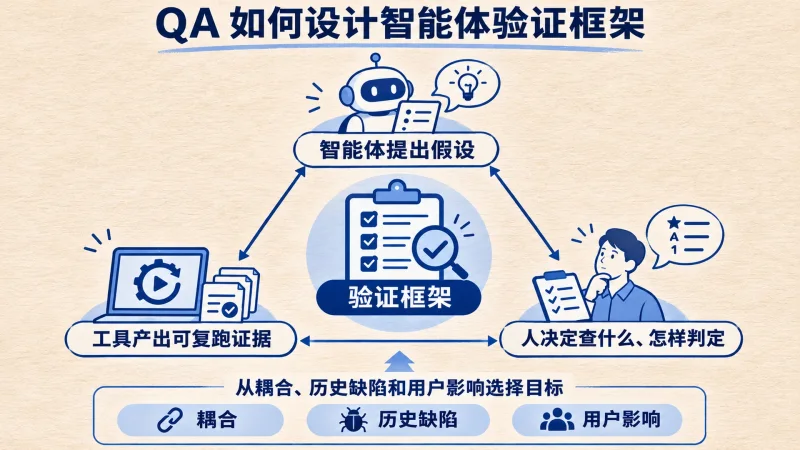 QA 如何设计智能体验证框架
智能体提出假设
A
1
验证框架
工具产出可复跑证据
人决定查什么、怎样判定
从耦合、历史缺陷和用户影响选择目标
耦合
历史缺陷
用户影响